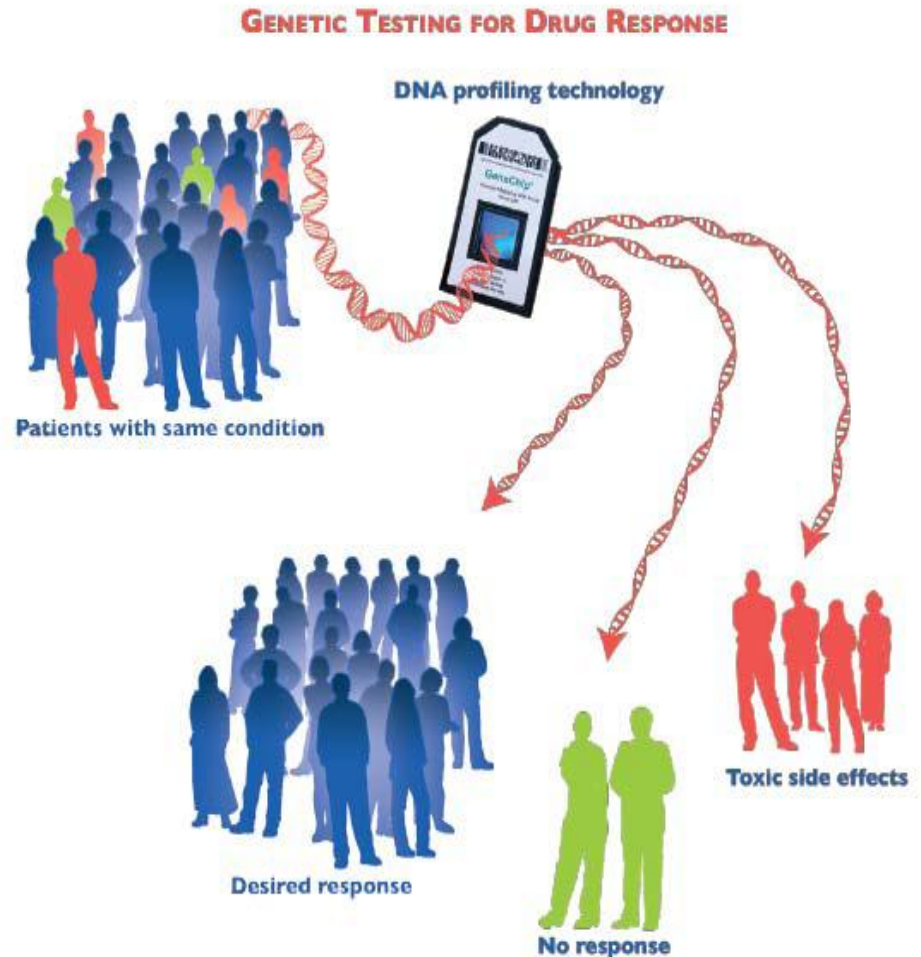 GENETIC TESTING FOR DRUG RESPONSE
DNA profiling technology
GeneChip
Patients with same condition
Toxic side effects
Desired response
No response